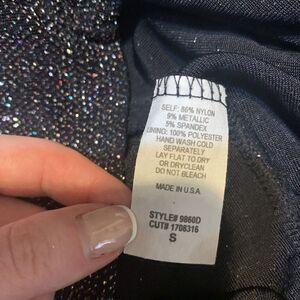 SELF: 86% NYLON
9% METALLIC
5% SPANDEX
LINING: 100% POLYESTER
HAND WASH COLD
SEPARATELY
LAY FLAT TO DRY
OR DRYCLEAN
DO NOT BLEACH
MADE IN U.S.A.
STYLE# 9860D
CUT# 1708316
S